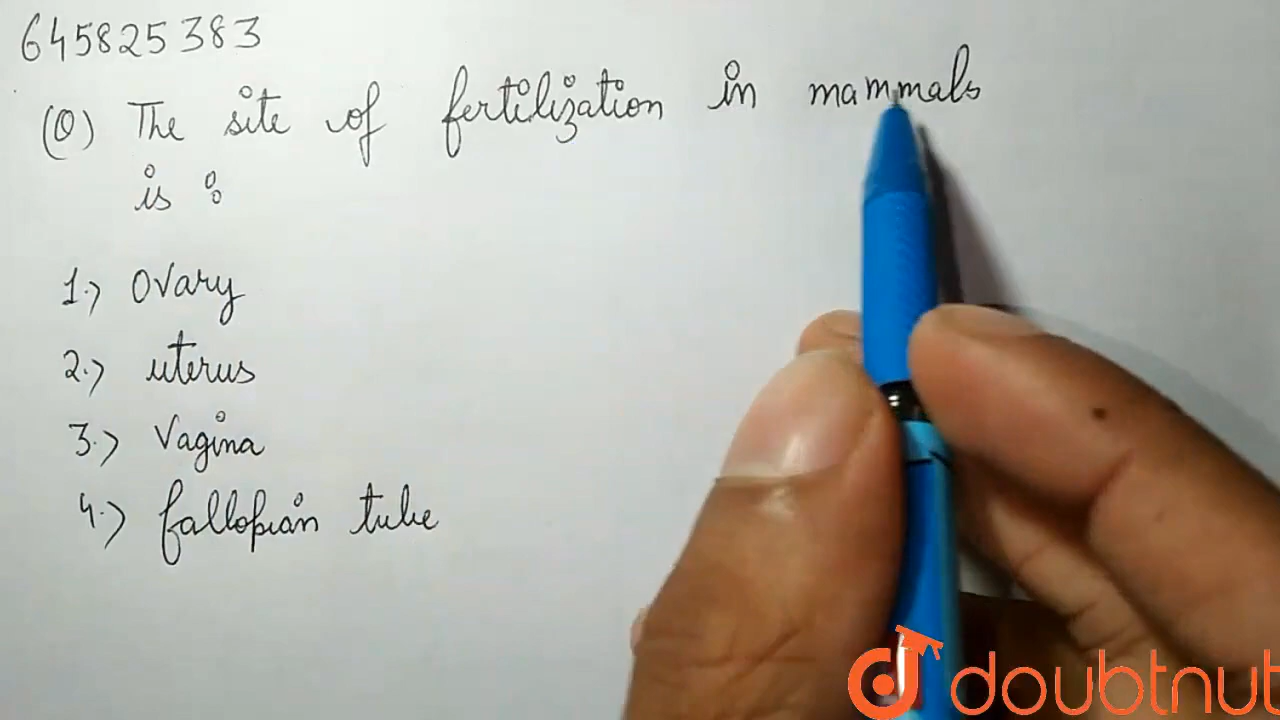 645825383
(Q) The site of fertilization in mammals
is :
1.) Ovary
2.) uterus
3.) Vagina
4.) fallopian tube
doubtnut